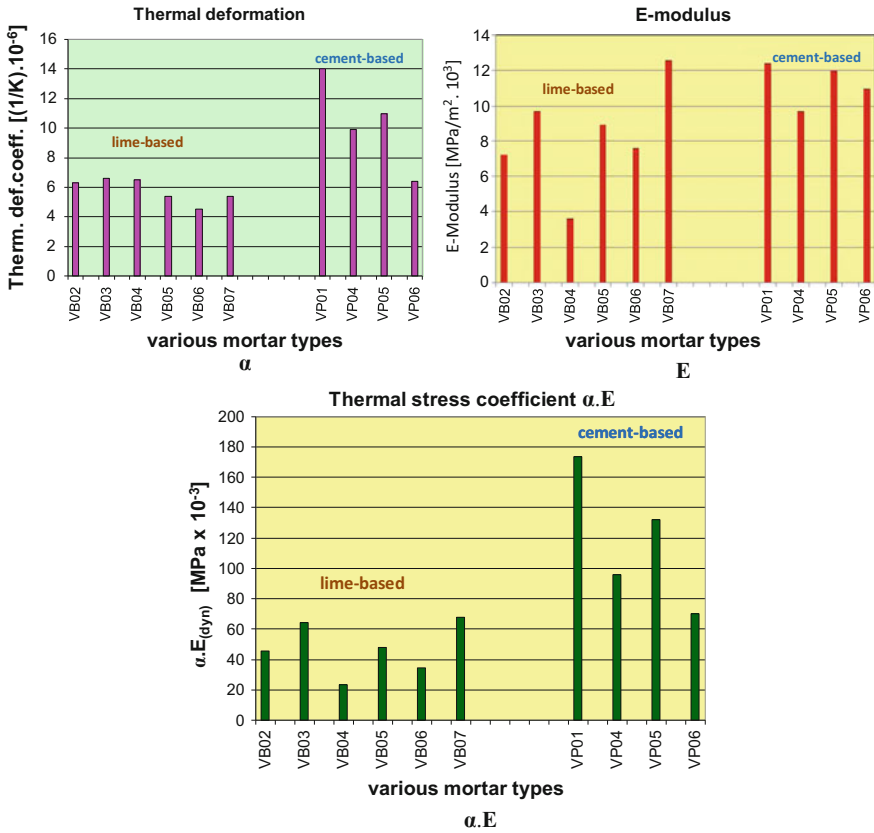 Thermal deformation
Therm. def.coeff. [(1/K).10⁻⁶]
16
14
12
10
8
6
4
2
0
cement-based
lime-based
VB02 VB03 VB04 VB05 VB06 VB07 VP01 VP04 VP05 VP06
various mortar types
α
E-modulus
E-Modulus [MPa/m². 10³]
14
12
10
8
6
4
2
0
cement-based
lime-based
VB02 VB03 VB04 VB05 VB06 VB07 VP01 VP04 VP05 VP06
various mortar types
E
Thermal stress coefficient α.E
α.E(dyn) [MPa x 10⁻³]
200
180
160
140
120
100
80
60
40
20
0
cement-based
lime-based
VB02 VB03 VB04 VB05 VB06 VB07 VP01 VP04 VP05 VP06
various mortar types
α.E